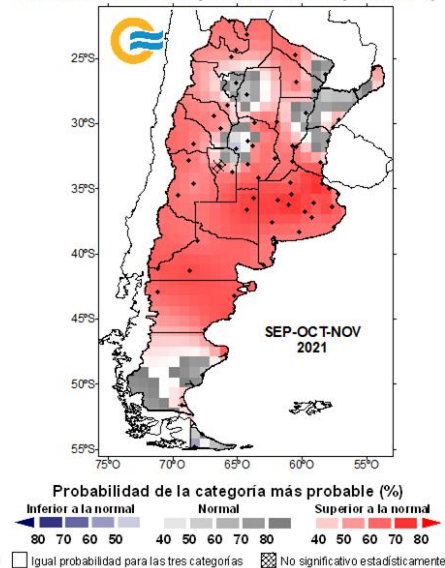 25°S
30°S
35°S
40°S
45°S
50°S
55°S
SEP-OCT-NOV
2021
75°O 70°O 65°O 60°O 55°O
Probabilidad de la categoría más probable (%)
Inferior a la normal Normal Superior a la normal
80 70 60 50 40 50 60 70 80 40 50 60 70 80
Igual probabilidad para las tres categorías No significativo estadísticamente